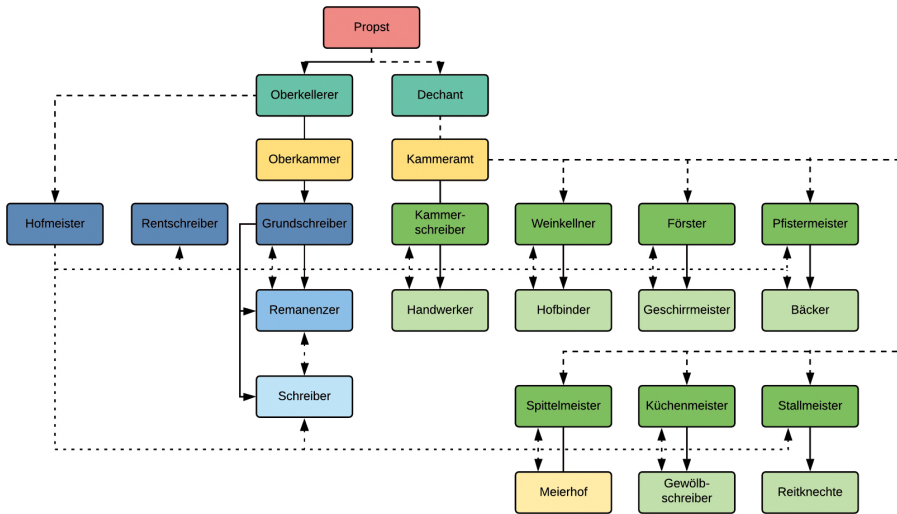 Propst
Oberkellerer
Dechant
Oberkammer
Kammeramt
Hofmeister
Rentschreiber
Grundschreiber
Kammer-
schreiber
Weinkellner
Förster
Pfistermeister
Remanenzer
Handwerker
Hofbinder
Geschirrmeister
Bäcker
Schreiber
Spittelmeister
Küchenmeister
Stallmeister
Meierhof
Gewölb-
schreiber
Reitknechte